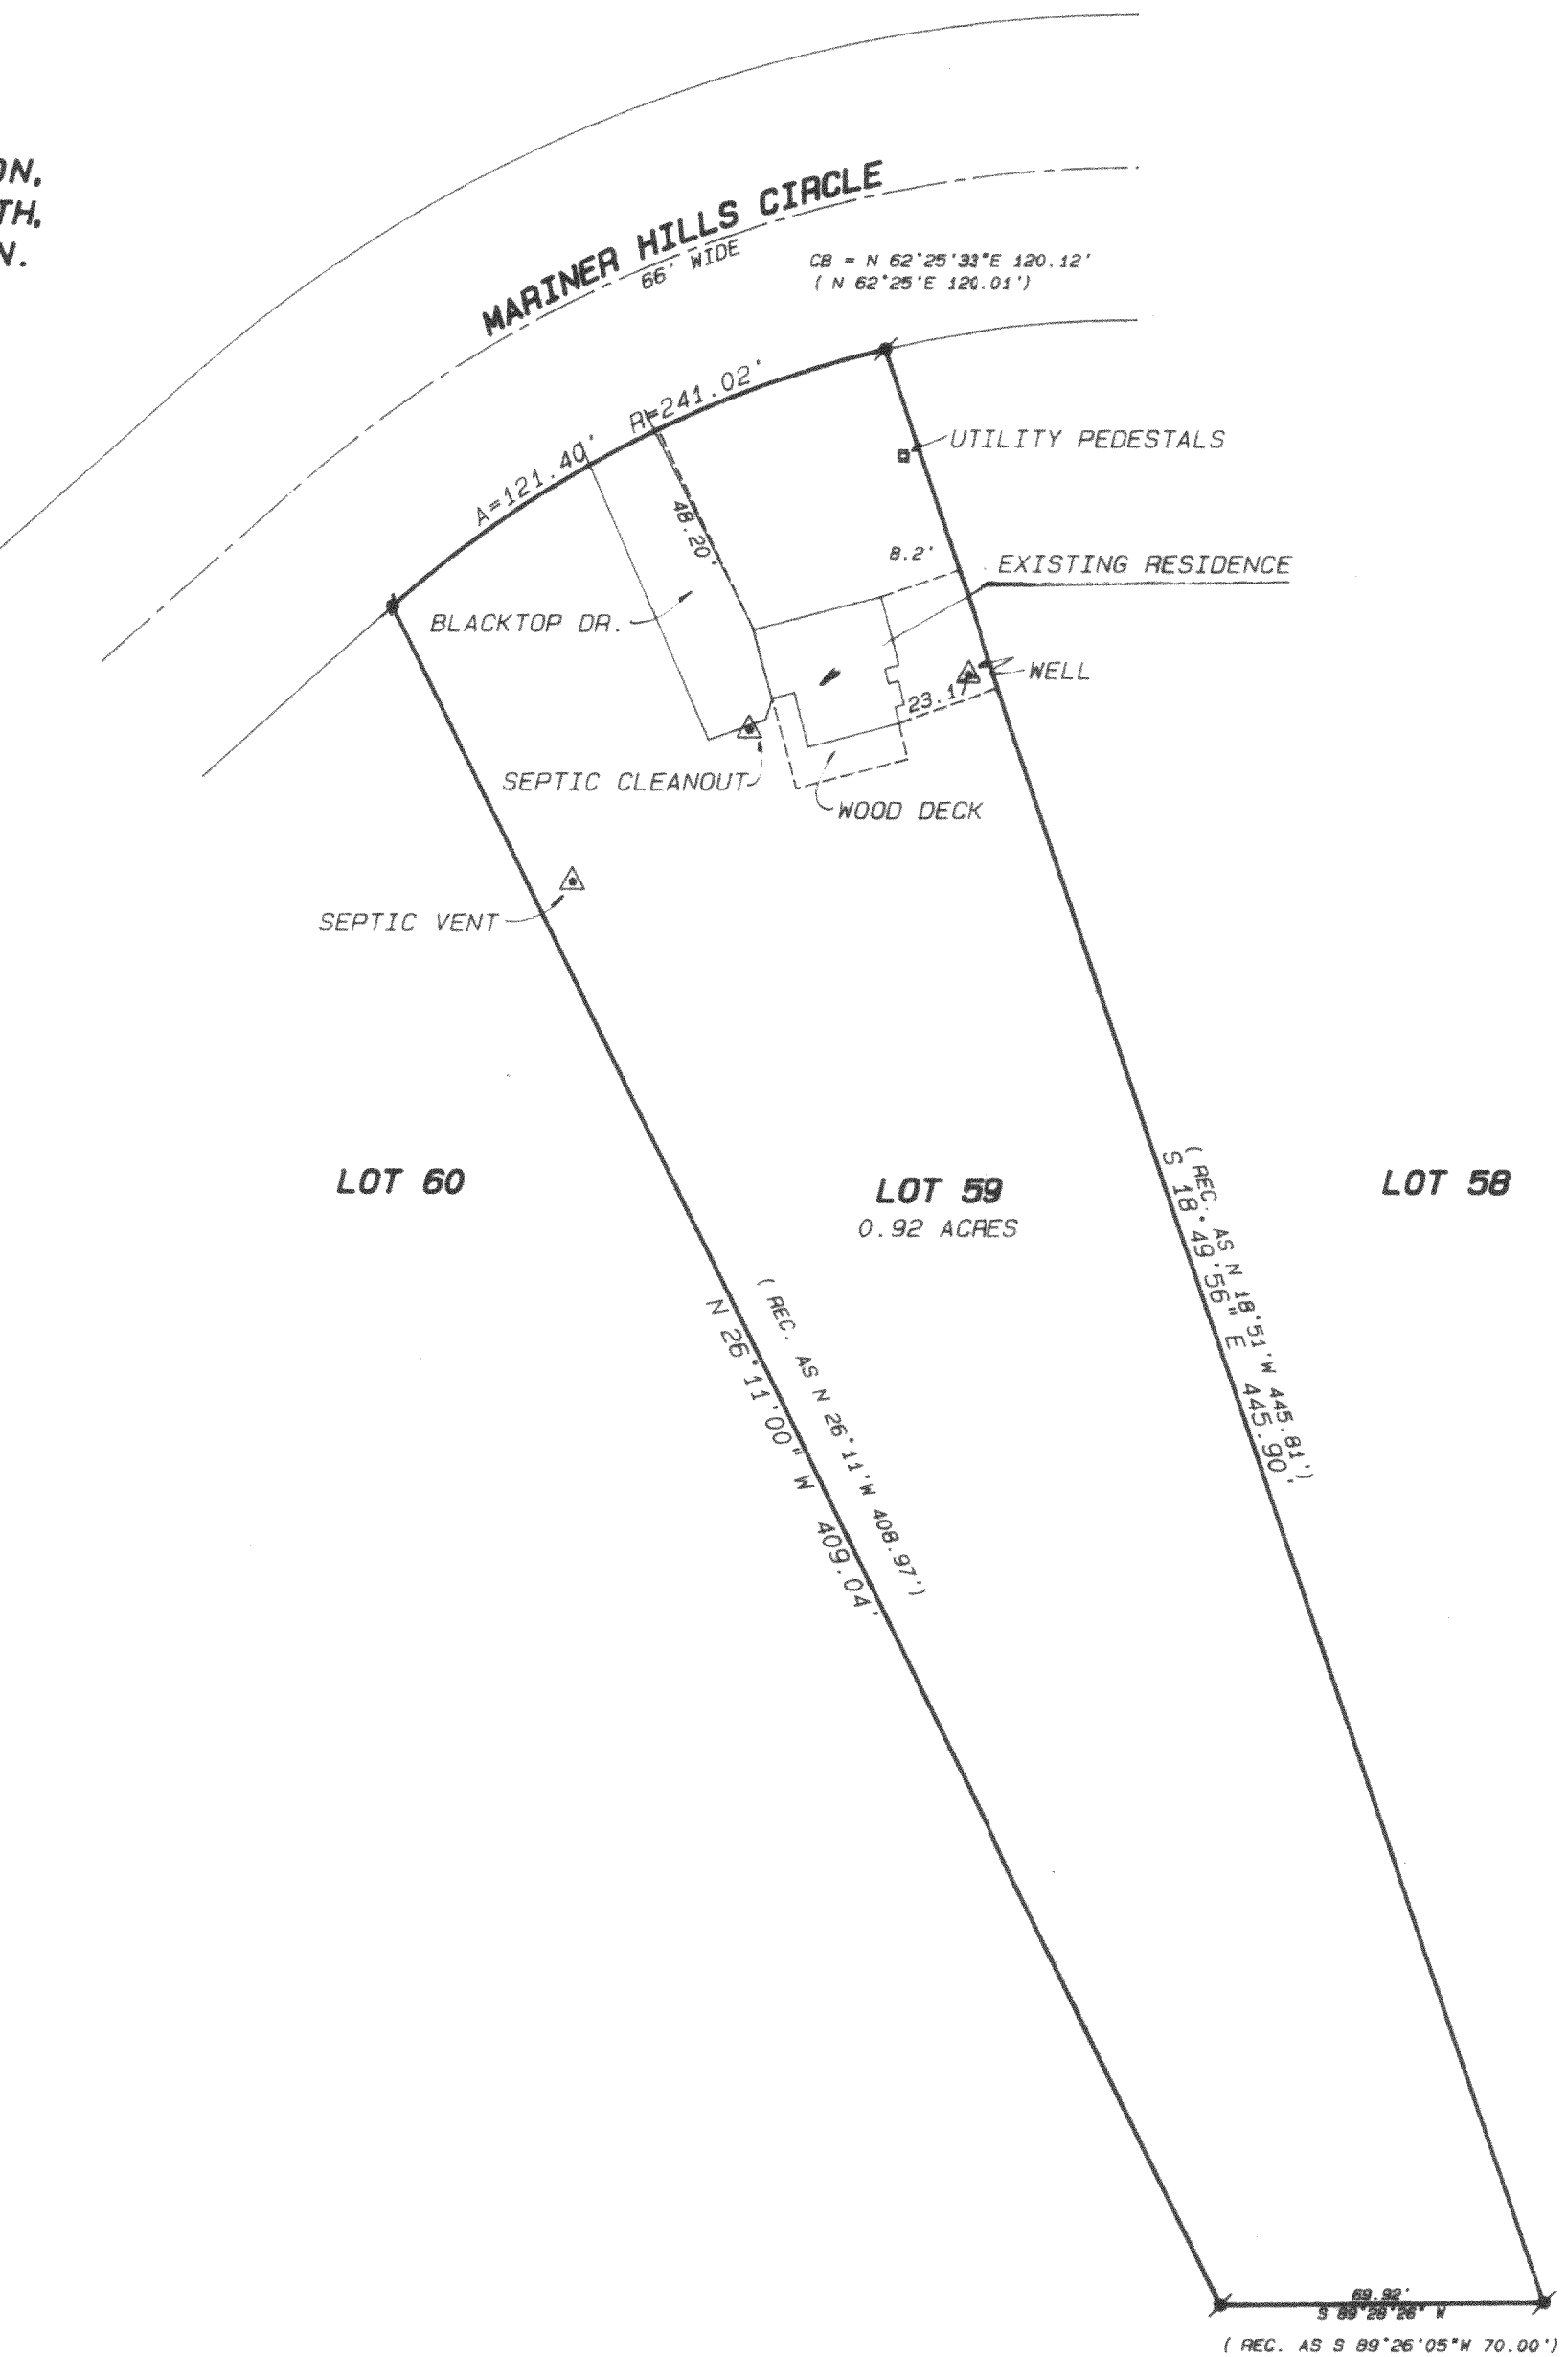 ON,
TH,
N.
MARINER HILLS CIRCLE
66' WIDE
CB = N 62°25'33"E 120.12'
( N 62°25'E 120.01')
A=121.40'
R=241.02'
UTILITY PEDESTALS
48.20'
8.2'
EXISTING RESIDENCE
BLACKTOP DR.
WELL
23.1'
SEPTIC CLEANOUT
WOOD DECK
SEPTIC VENT
LOT 60
LOT 59
0.92 ACRES
LOT 58
( REC. AS N 18°51'W 445.81')
S 18°49'56" E 445.90'
( REC. AS N 26°11'W 408.97')
N 26°11'00" W 409.04'
69.92'
S 89°28'26" W
( REC. AS S 89°26'05"W 70.00')